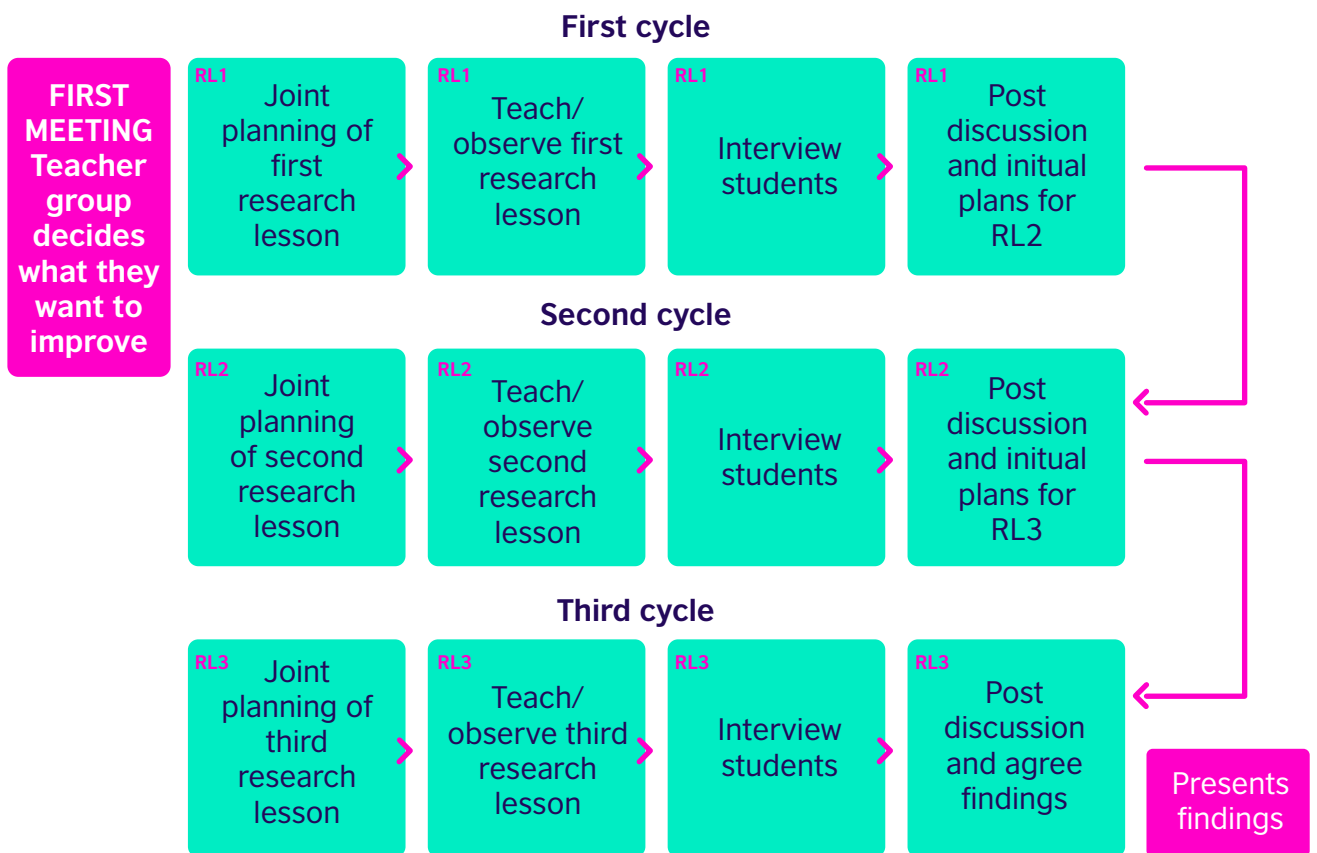 First cycle
FIRST
MEETING
Teacher
group
decides
what they
want to
improve
RL1
Joint
planning of
first
research
lesson
RL1
Teach/
observe first
research
lesson
RL1
Interview
students
RL1
Post
discussion
and initual
plans for
RL2
Second cycle
RL2
Joint
planning
of second
research
lesson
RL2
Teach/
observe
second
research
lesson
RL2
Interview
students
RL2
Post
discussion
and initual
plans for
RL3
Third cycle
RL3
Joint
planning of
third
research
lesson
RL3
Teach/
observe third
research
lesson
RL3
Interview
students
RL3
Post
discussion
and agree
findings
Presents
findings